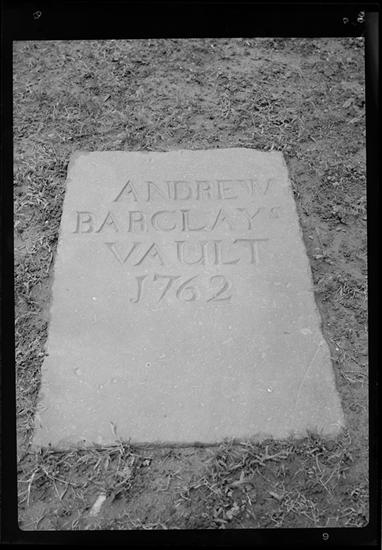 ANDREW
BARCLAY'S
VAULT
1762